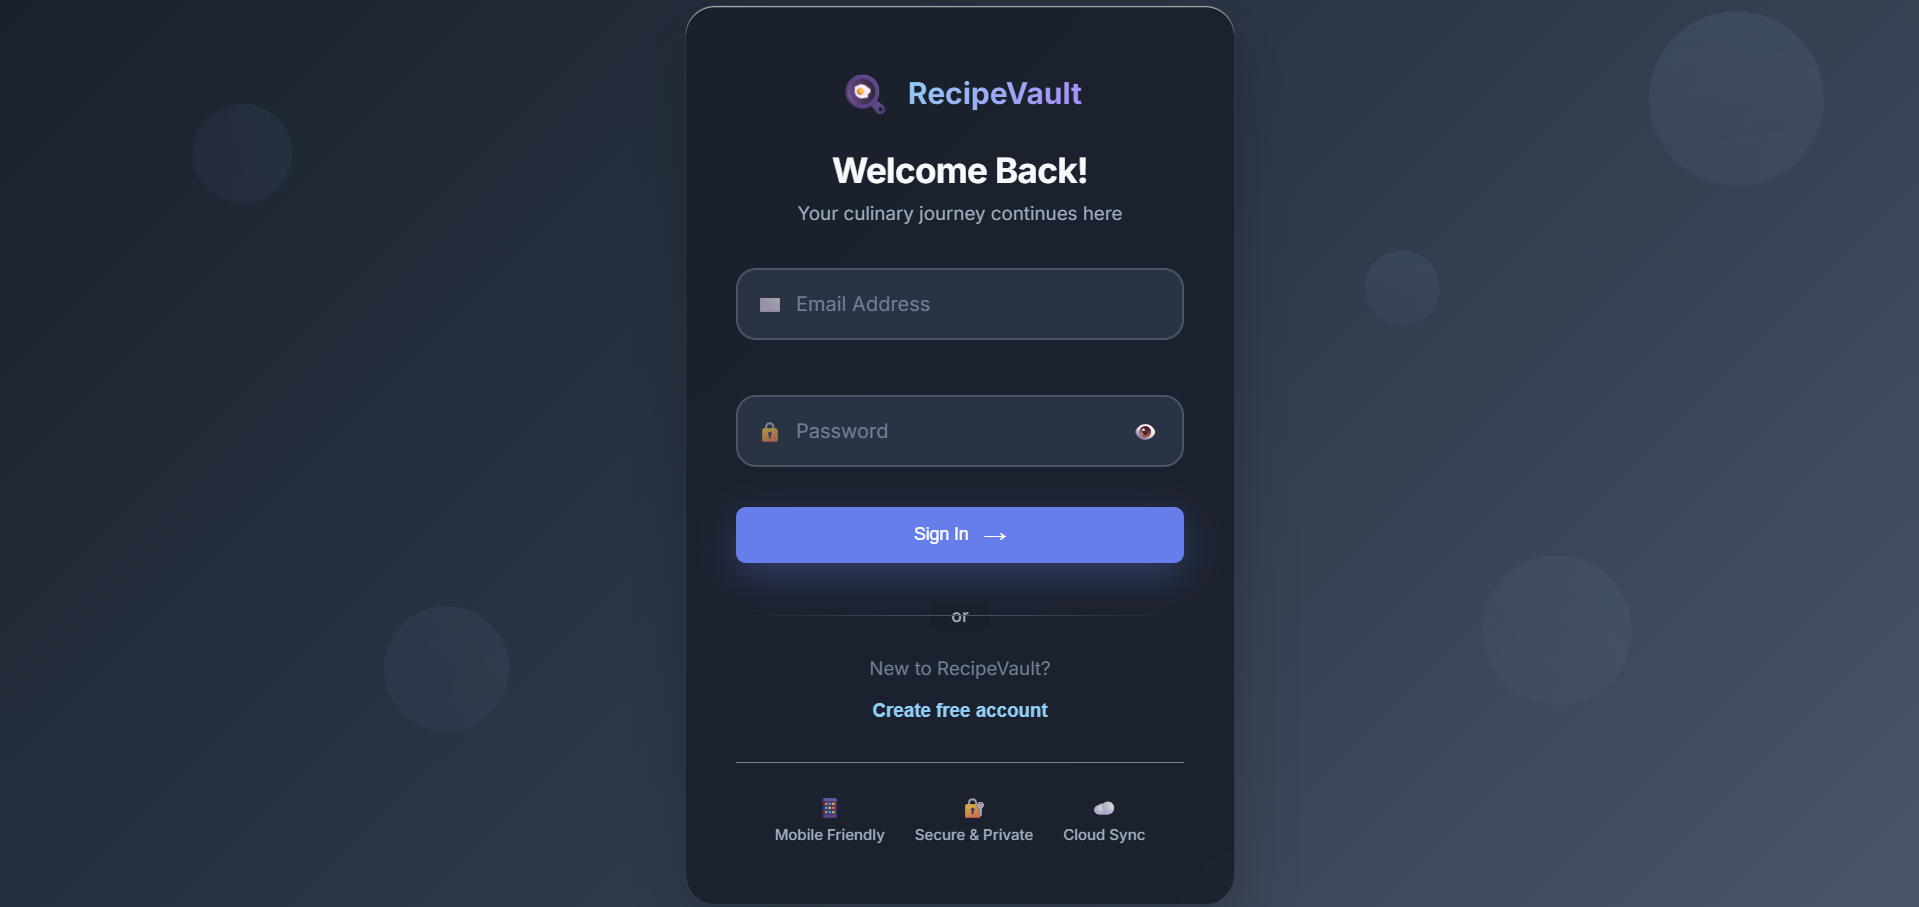 RecipeVault
Welcome Back!
Your culinary journey continues here
Email Address
Password
Sign In →
or
New to RecipeVault?
Create free account
Mobile Friendly
Secure & Private
Cloud Sync